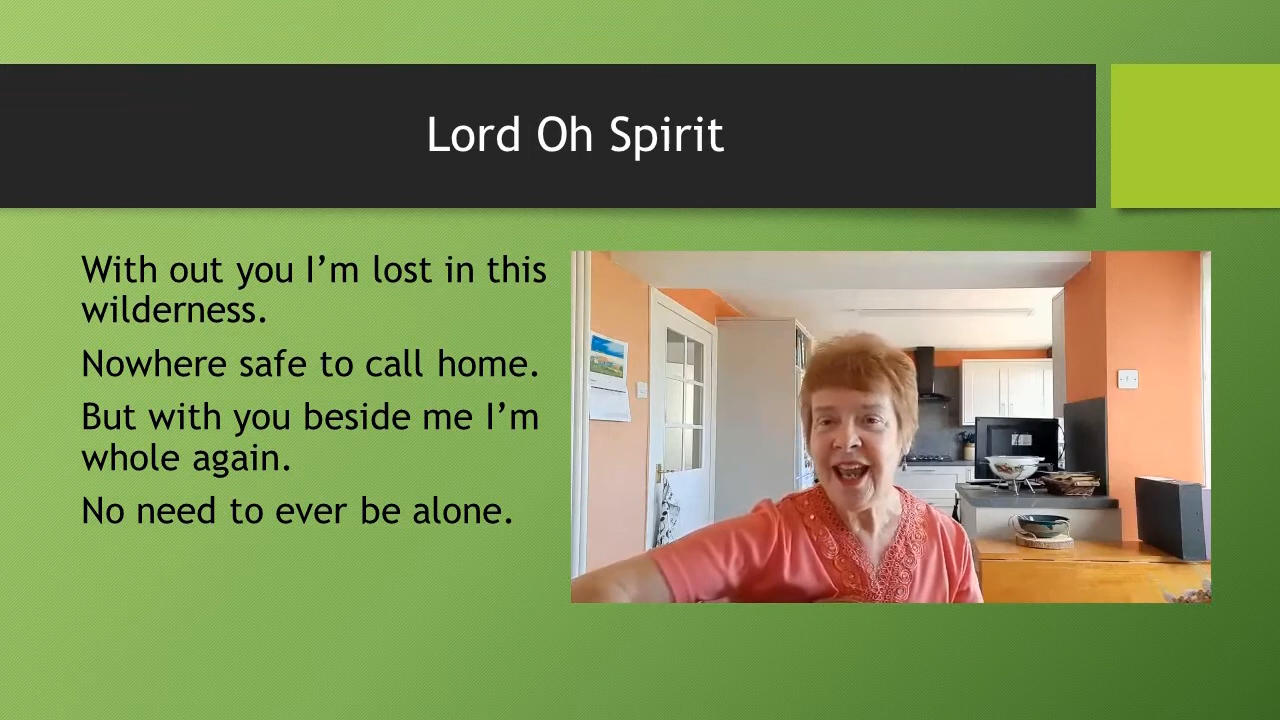 Lord Oh Spirit
With out you I’m lost in this
wilderness.
Nowhere safe to call home.
But with you beside me I’m
whole again.
No need to ever be alone.